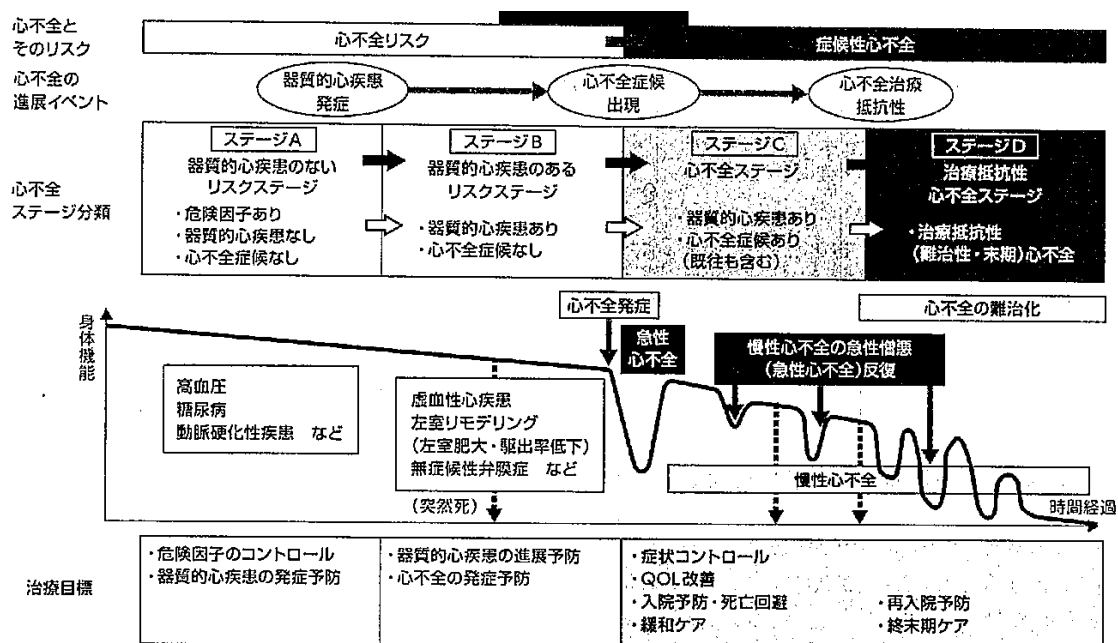 心不全と
そのリスク
心不全リスク
症候性心不全
心不全の
進展イベント
器質的心疾患
発症
心不全症候
出現
心不全治療
抵抗性
心不全
ステージ分類
ステージA
器質的心疾患のない
リスクステージ
・危険因子あり
・器質的心疾患なし
・心不全症候なし
ステージB
器質的心疾患のある
リスクステージ
・器質的心疾患あり
・心不全症候なし
ステージC
心不全ステージ
・器質的心疾患あり
・心不全症候あり
(既往も含む)
ステージD
治療抵抗性
心不全ステージ
・治療抵抗性
(難治性・末期)心不全
身体機能
心不全発症
心不全の難治化
急性
心不全
慢性心不全の急性憎悪
(急性心不全)反復
高血圧
糖尿病
動脈硬化性疾患 など
虚血性心疾患
左室リモデリング
(左室肥大・駆出率低下)
無症候性弁膜症 など
(突然死)
慢性心不全
時間経過
治療目標
・危険因子のコントロール
・器質的心疾患の発症予防
・器質的心疾患の進展予防
・心不全の発症予防
・症状コントロール
・QOL改善
・入院予防・死亡回避
・緩和ケア
・再入院予防
・終末期ケア